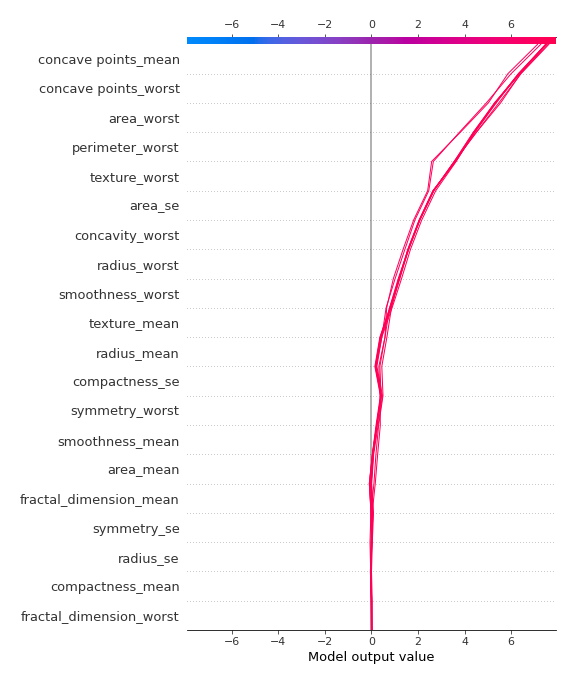 −6 −4 −2 0 2 4 6
concave points_mean
concave points_worst
area_worst
perimeter_worst
texture_worst
area_se
concavity_worst
radius_worst
smoothness_worst
texture_mean
radius_mean
compactness_se
symmetry_worst
smoothness_mean
area_mean
fractal_dimension_mean
symmetry_se
radius_se
compactness_mean
fractal_dimension_worst
−6 −4 −2 0 2 4 6
Model output value